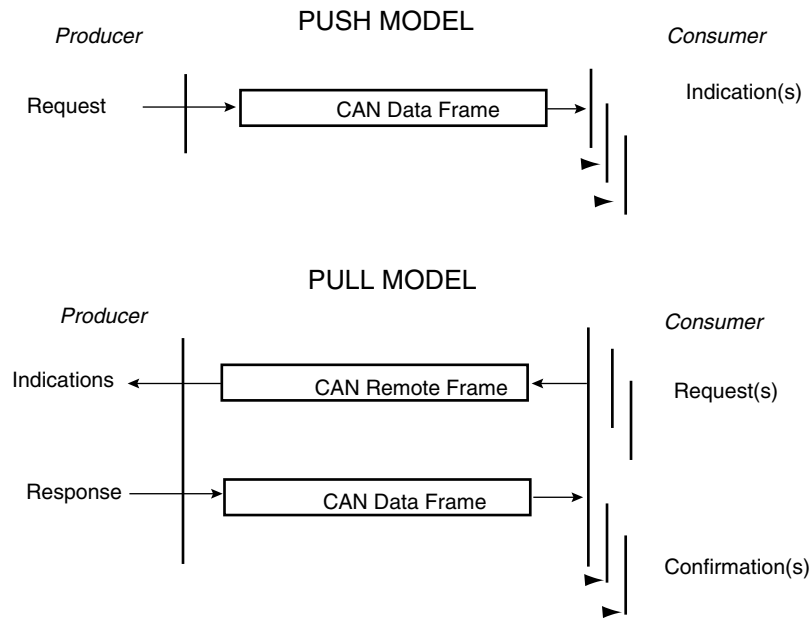 PUSH MODEL
Producer
Consumer
Request
CAN Data Frame
Indication(s)
PULL MODEL
Producer
Consumer
Indications
CAN Remote Frame
Request(s)
Response
CAN Data Frame
Confirmation(s)